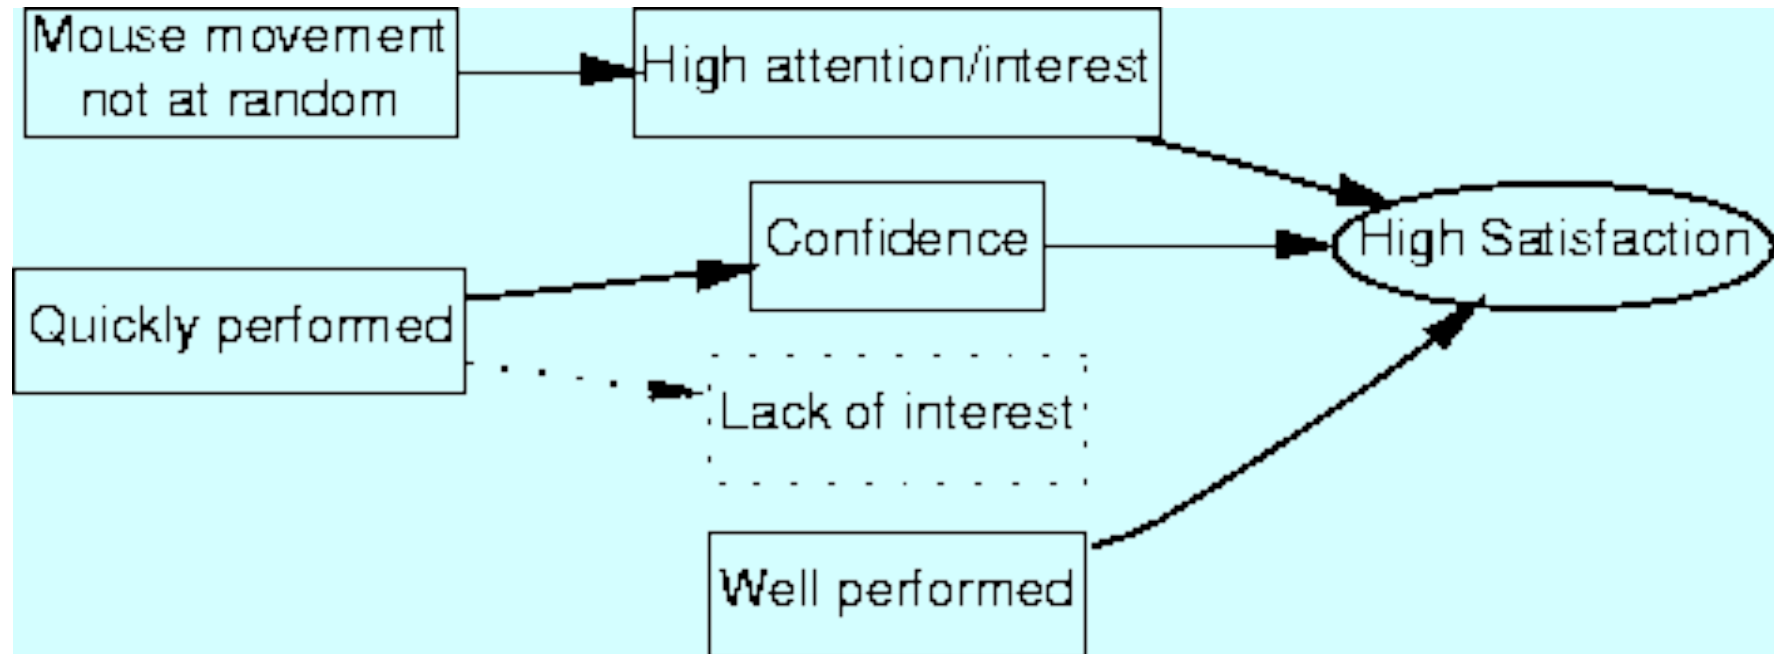 Mouse movement
not at random
High attention/interest
Confidence
High Satisfaction
Quickly performed
Lack of interest
Well performed